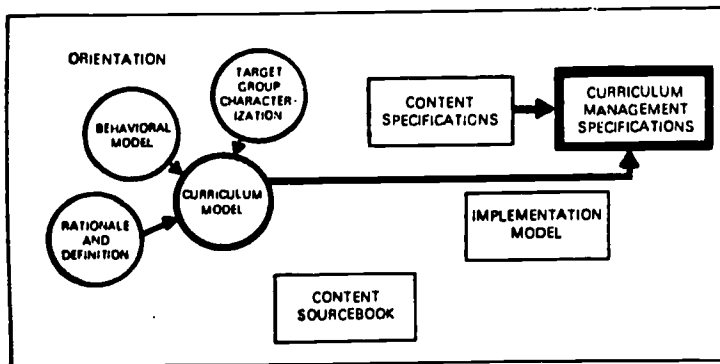 ORIENTATION
TARGET
GROUP
CHARACTER-
IZATION
BEHAVIORAL
MODEL
CURRICULUM
MODEL
RATIONALE
AND
DEFINITION
CONTENT
SPECIFICATIONS
CURRICULUM
MANAGEMENT
SPECIFICATIONS
IMPLEMENTATION
MODEL
CONTENT
SOURCEBOOK